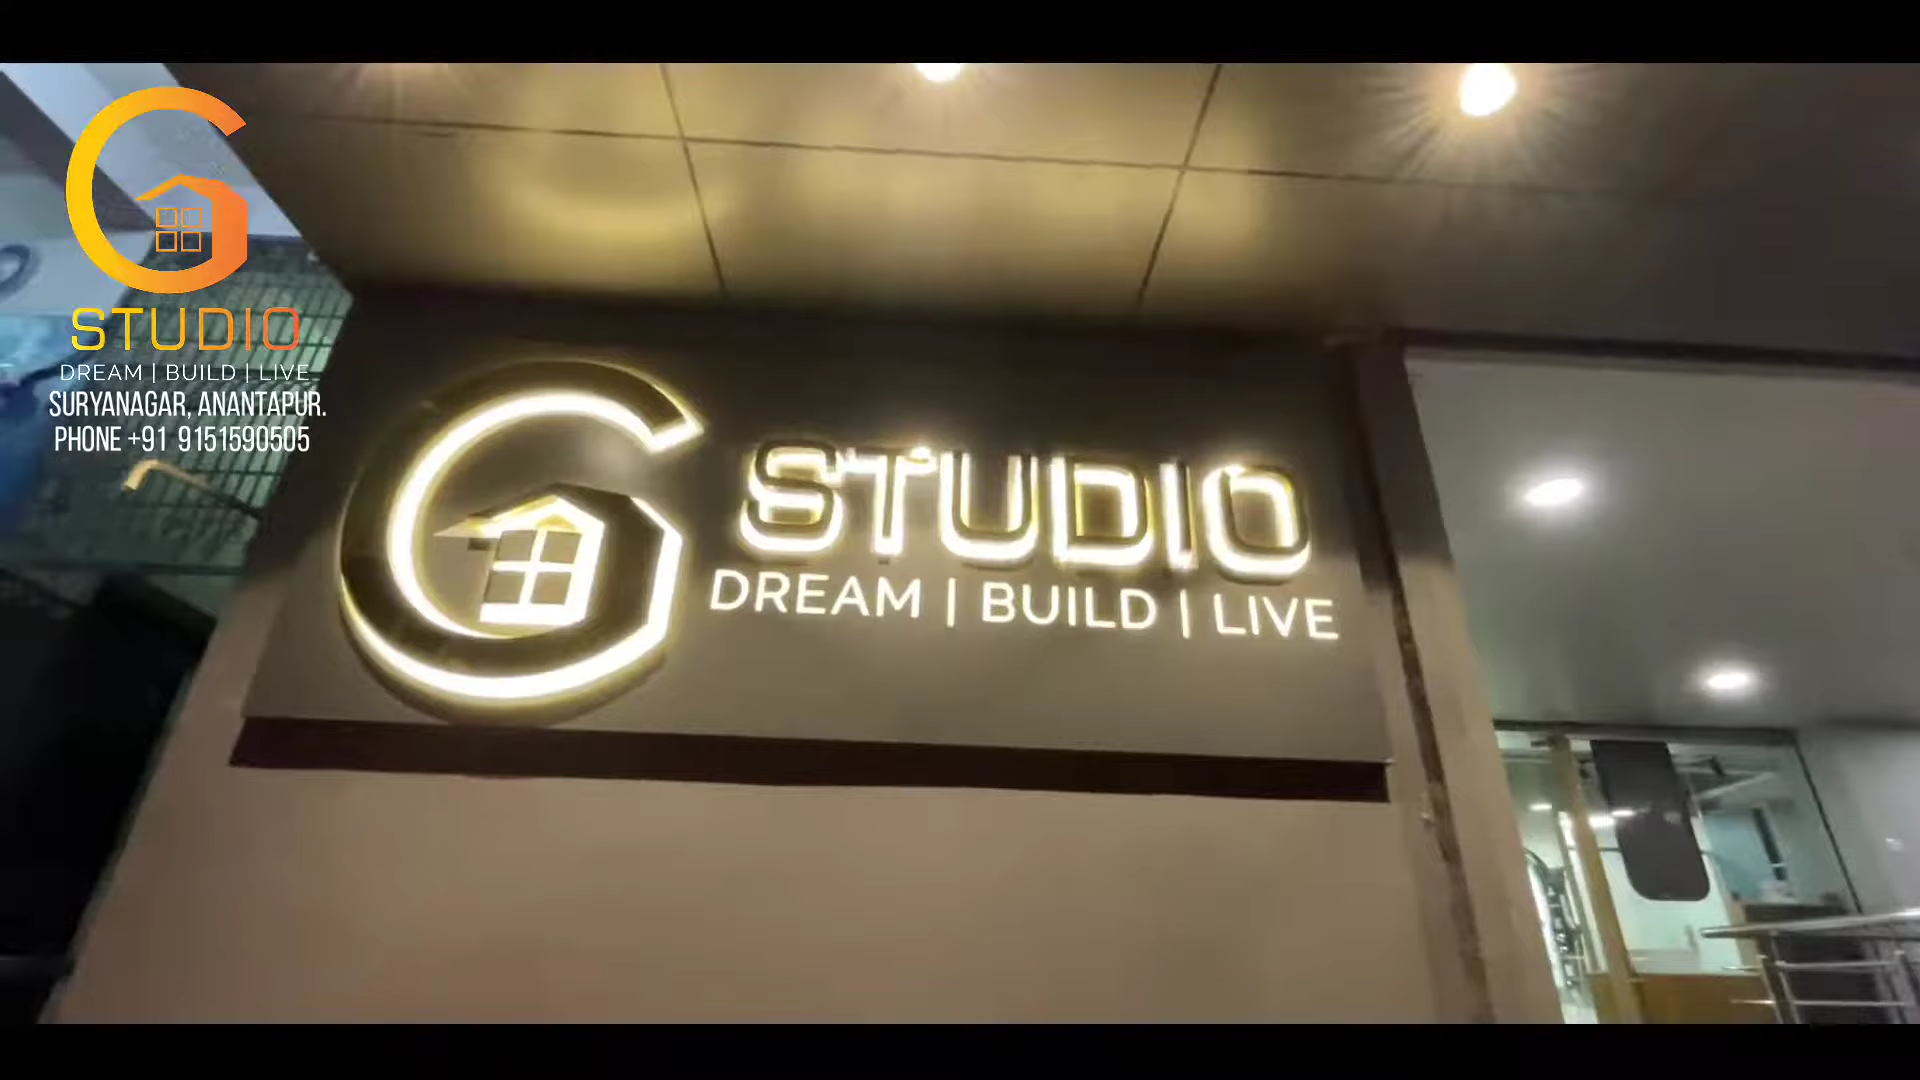 STUDIO
DREAM | BUILD | LIVE
SURYANAGAR, ANANTAPUR.
PHONE +91 9151590505
STUDIO
DREAM | BUILD | LIVE